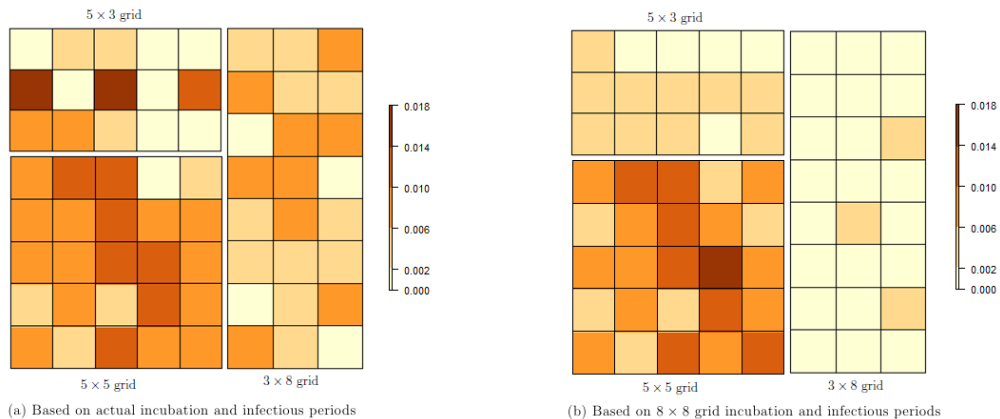 5 × 3 grid
0.018
0.014
0.010
0.006
0.002
0.000
5 × 5 grid
3 × 8 grid
(a) Based on actual incubation and infectious periods
5 × 3 grid
0.018
0.014
0.010
0.006
0.002
0.000
5 × 5 grid
3 × 8 grid
(b) Based on 8 × 8 grid incubation and infectious periods